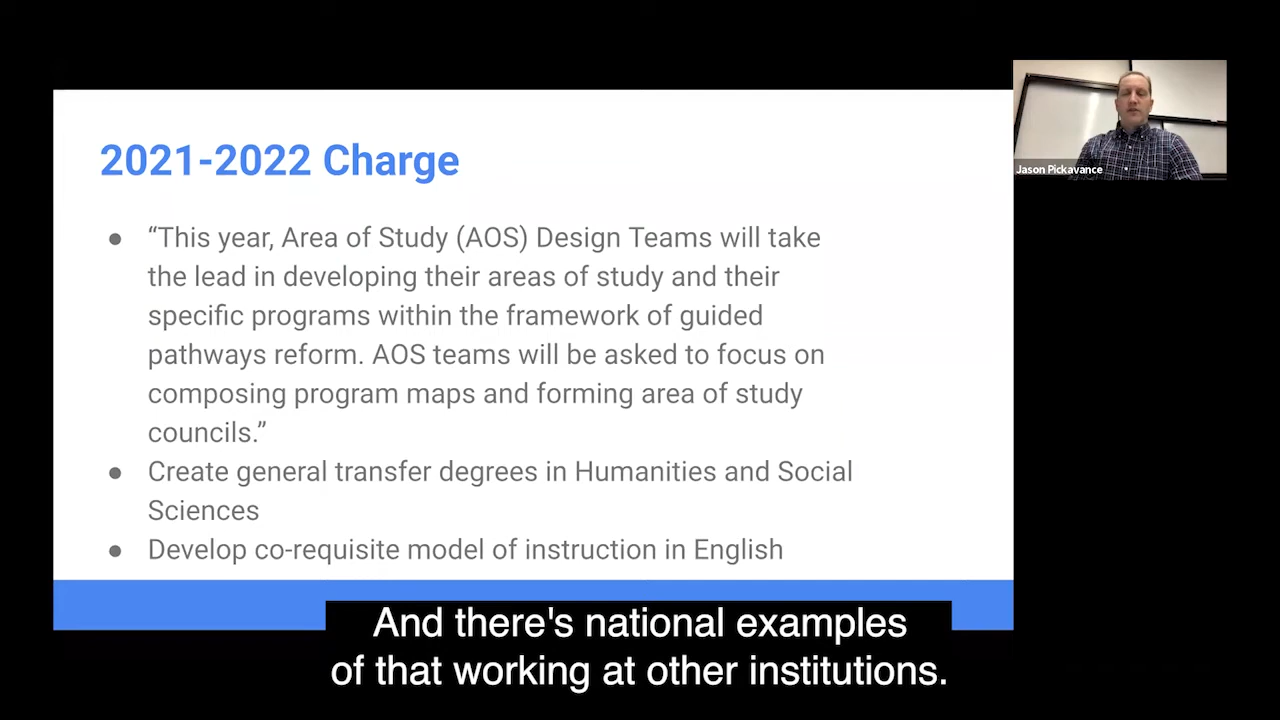 2021-2022 Charge
● “This year, Area of Study (AOS) Design Teams will take
the lead in developing their areas of study and their
specific programs within the framework of guided
pathways reform. AOS teams will be asked to focus on
composing program maps and forming area of study
councils.”
● Create general transfer degrees in Humanities and Social
Sciences
● Develop co-requisite model of instruction in English
Jason Pickavance
And there's national examples
of that working at other institutions.